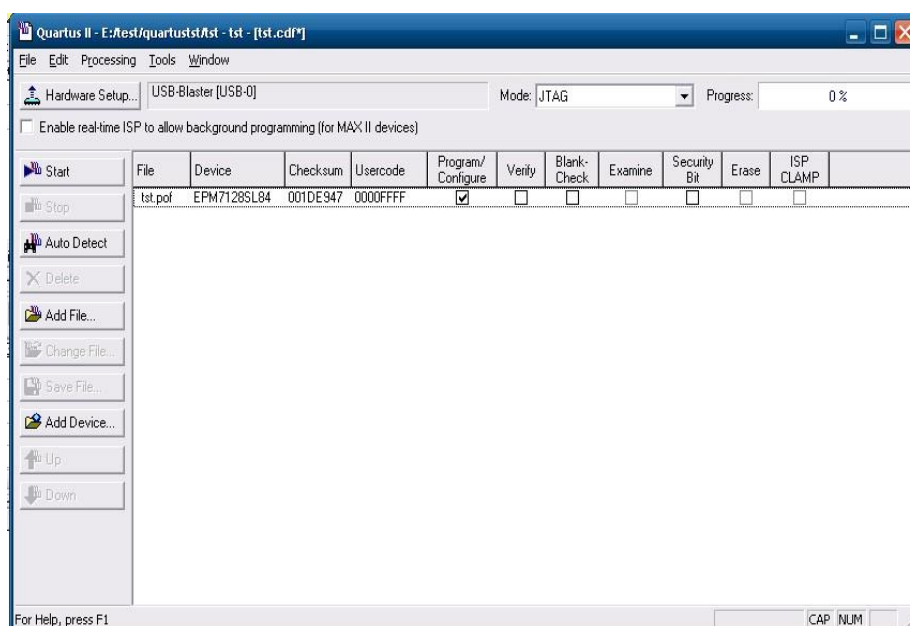 Quartus II - E:/test/quartustst/tst - tst - [tst.cdf*]
File Edit Processing Tools Window
Hardware Setup... USB-Blaster [USB-0] Mode: JTAG Progress: 0 %
Enable real-time ISP to allow background programming (for MAX II devices)
Start
Stop
Auto Detect
Delete
Add File...
Change File...
Save File...
Add Device...
Up
Down
File Device Checksum Usercode Program/ Configure Verify Blank- Check Examine Security Bit Erase ISP CLAMP
tst.pof EPM7128SL84 001DE947 0000FFFF
For Help, press F1 CAP NUM